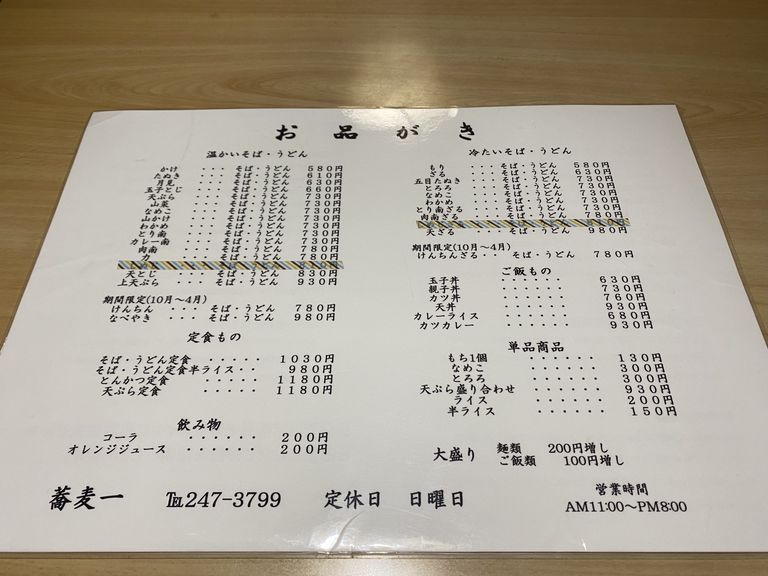 お品がき
温かいそば・うどん
かけ ・・・ そば・うどん 580円
たぬき ・・・ そば・うどん 610円
月見 ・・・ そば・うどん 630円
玉子とじ ・・・ そば・うどん 660円
天ぷら ・・・ そば・うどん 730円
山菜 ・・・ そば・うどん 730円
なめこ ・・・ そば・うどん 730円
山かけ ・・・ そば・うどん 730円
わかめ ・・・ そば・うどん 730円
とり南 ・・・ そば・うどん 730円
カレー南 ・・・ そば・うどん 730円
肉南 ・・・ そば・うどん 780円
力 ・・・ そば・うどん 780円
天とじ ・・・ そば・うどん 830円
上天ぷら ・・・ そば・うどん 930円
期間限定(10月～4月)
けんちん ・・・ そば・うどん 780円
なべやき ・・・ そば・うどん 980円
定食もの
そば・うどん定食 ・・・・・ 1030円
そば・うどん定食半ライス・・ 980円
とんかつ定食 ・・・・・・ 1180円
天ぷら定食 ・・・・・・ 1180円
飲み物
コーラ ・・・・・・ 200円
オレンジジュース ・・・・・・ 200円
冷たいそば・うどん
もり ・・・ そば・うどん 580円
ざる ・・・ そば・うどん 630円
五目たぬき ・・・ そば・うどん 730円
とろろ ・・・ そば・うどん 730円
なめこ ・・・ そば・うどん 730円
わかめ ・・・ そば・うどん 730円
とり南ざる ・・・ そば・うどん 730円
肉南ざる ・・・ そば・うどん 780円
天ざる ・・・ そば・うどん 980円
期間限定(10月～4月)
けんちんざる・・ そば・うどん 780円
ご飯もの
玉子丼 ・・・・・・ 630円
親子丼 ・・・・・・ 730円
カツ丼 ・・・・・・ 760円
天丼 ・・・・・・ 930円
カレーライス ・・・・・・ 680円
カツカレー ・・・・・・ 930円
単品商品
もち1個 ・・・・・・・ 130円
なめこ ・・・・・・・ 300円
とろろ ・・・・・・・ 300円
天ぷら盛り合わせ ・・・・・・ 930円
ライス ・・・・・・ 200円
半ライス ・・・・・・ 150円
大盛り 麺類 200円増し
ご飯類 100円増し
蕎麦一 ℡247-3799 定休日 日曜日
営業時間
AM11:00～PM8:00